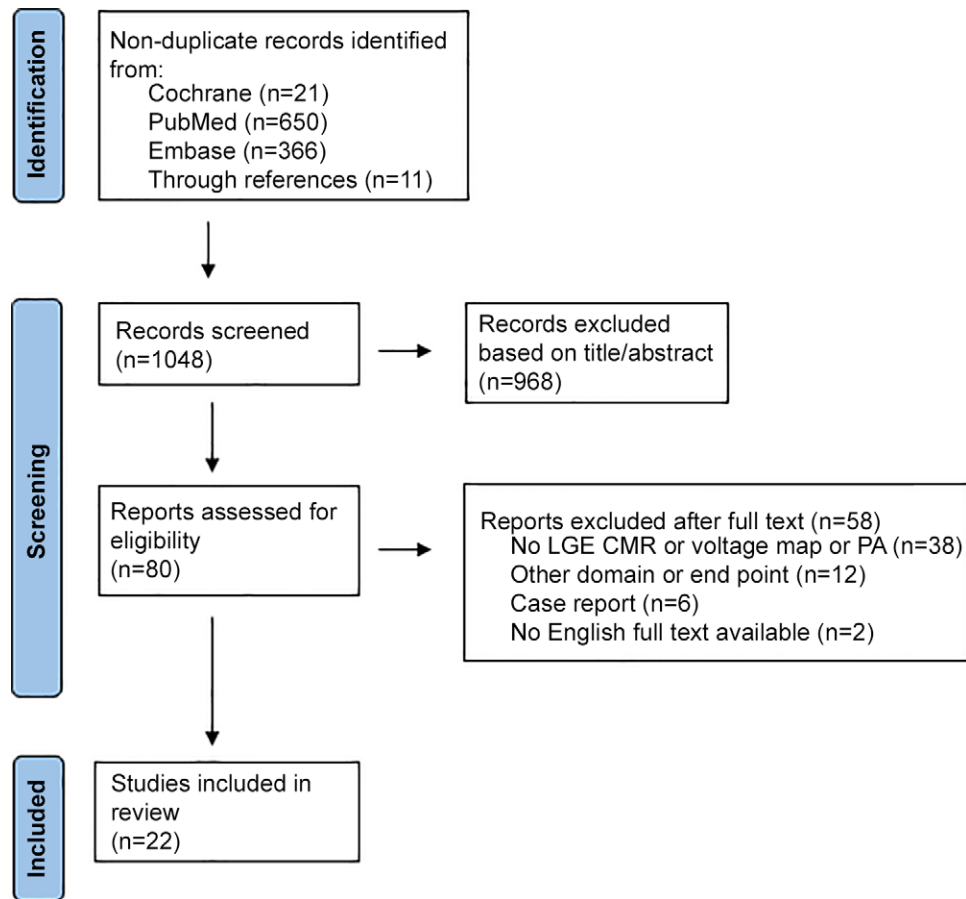 Identification
Non-duplicate records identified
from:
Cochrane (n=21)
PubMed (n=650)
Embase (n=366)
Through references (n=11)
Screening
Records screened
(n=1048)
Records excluded
based on title/abstract
(n=968)
Reports assessed for
eligibility
(n=80)
Reports excluded after full text (n=58)
No LGE CMR or voltage map or PA (n=38)
Other domain or end point (n=12)
Case report (n=6)
No English full text available (n=2)
Included
Studies included in
review
(n=22)